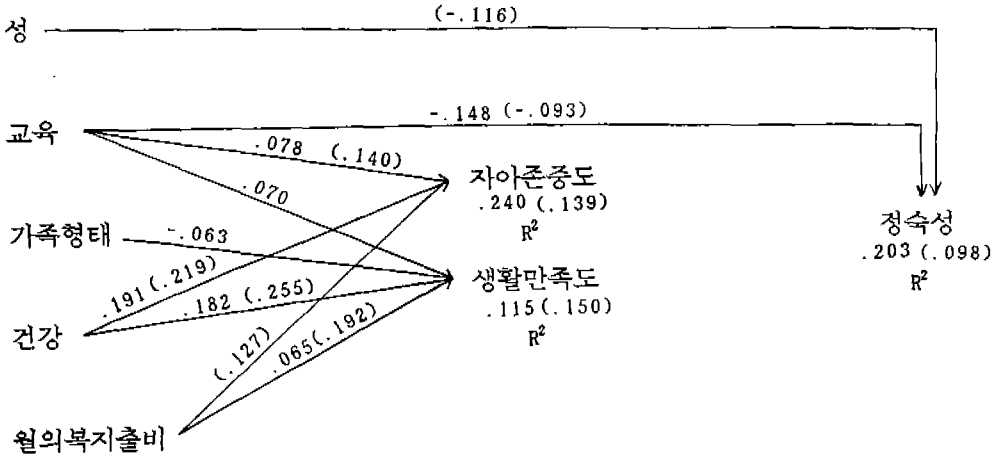 성
(-.116)
교육
-.148 (-.093)
.078 (.140)
.070
자아존중도
.240 (.139)
R²
정숙성
.203 (.098)
R²
가족형태
-.063
생활만족도
.115(.150)
R²
건강
.191(.219)
.182 (.255)
(.127)
.065(.192)
월의복지출비